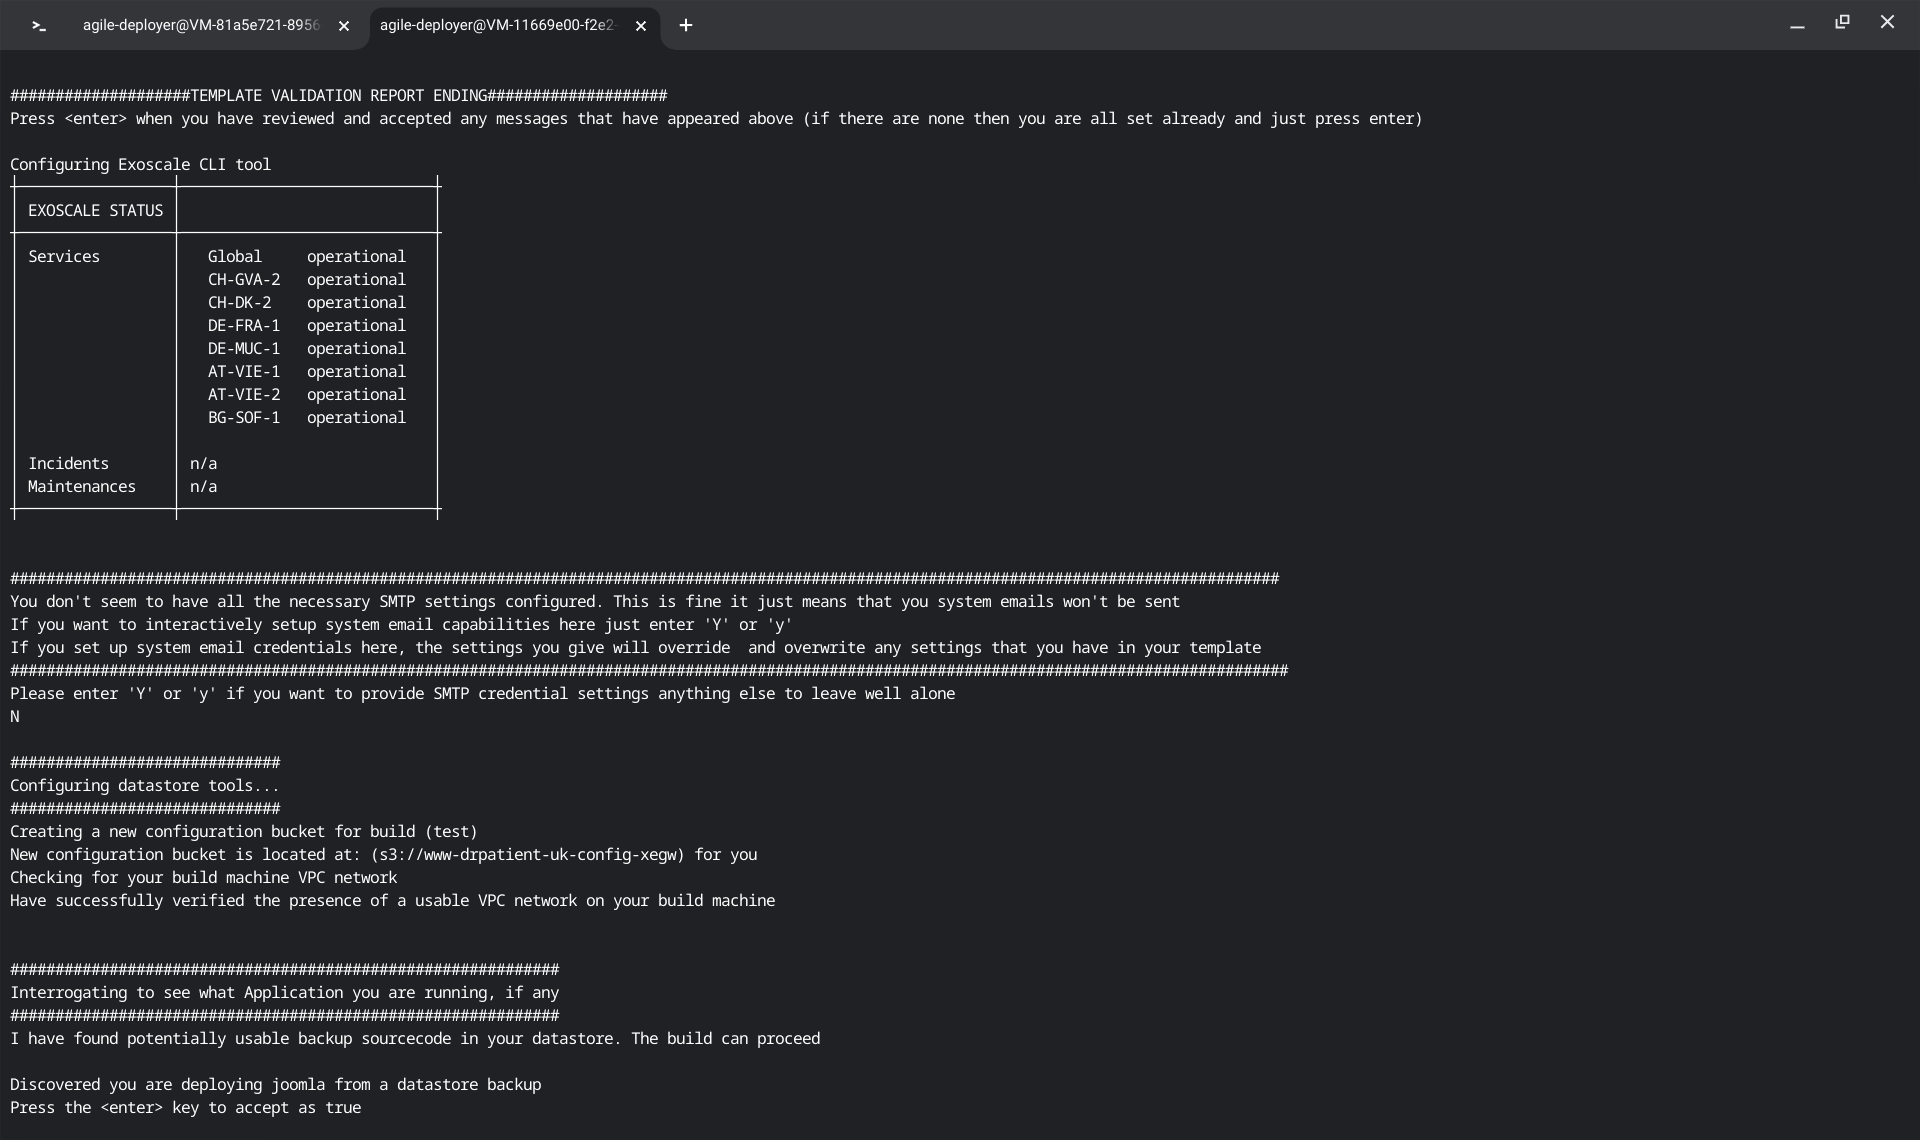 agile-deployer@VM-81a5e721-8956
agile-deployer@VM-11669e00-f2e2-
####################TEMPLATE VALIDATION REPORT ENDING####################
Press <enter> when you have reviewed and accepted any messages that have appeared above (if there are none then you are all set already and just press enter)
Configuring Exoscale CLI tool
EXOSCALE STATUS
Services Global operational
CH-GVA-2 operational
CH-DK-2 operational
DE-FRA-1 operational
DE-MUC-1 operational
AT-VIE-1 operational
AT-VIE-2 operational
BG-SOF-1 operational
Incidents n/a
Maintenances n/a
#############################################################################################################################################
You don't seem to have all the necessary SMTP settings configured. This is fine it just means that you system emails won't be sent
If you want to interactively setup system email capabilities here just enter 'Y' or 'y'
If you set up system email credentials here, the settings you give will override  and overwrite any settings that you have in your template
##############################################################################################################################################
Please enter 'Y' or 'y' if you want to provide SMTP credential settings anything else to leave well alone
N
##############################
Configuring datastore tools...
##############################
Creating a new configuration bucket for build (test)
New configuration bucket is located at: (s3://www-drpatient-uk-config-xegw) for you
Checking for your build machine VPC network
Have successfully verified the presence of a usable VPC network on your build machine
#############################################################
Interrogating to see what Application you are running, if any
#############################################################
I have found potentially usable backup sourcecode in your datastore. The build can proceed
Discovered you are deploying joomla from a datastore backup
Press the <enter> key to accept as true